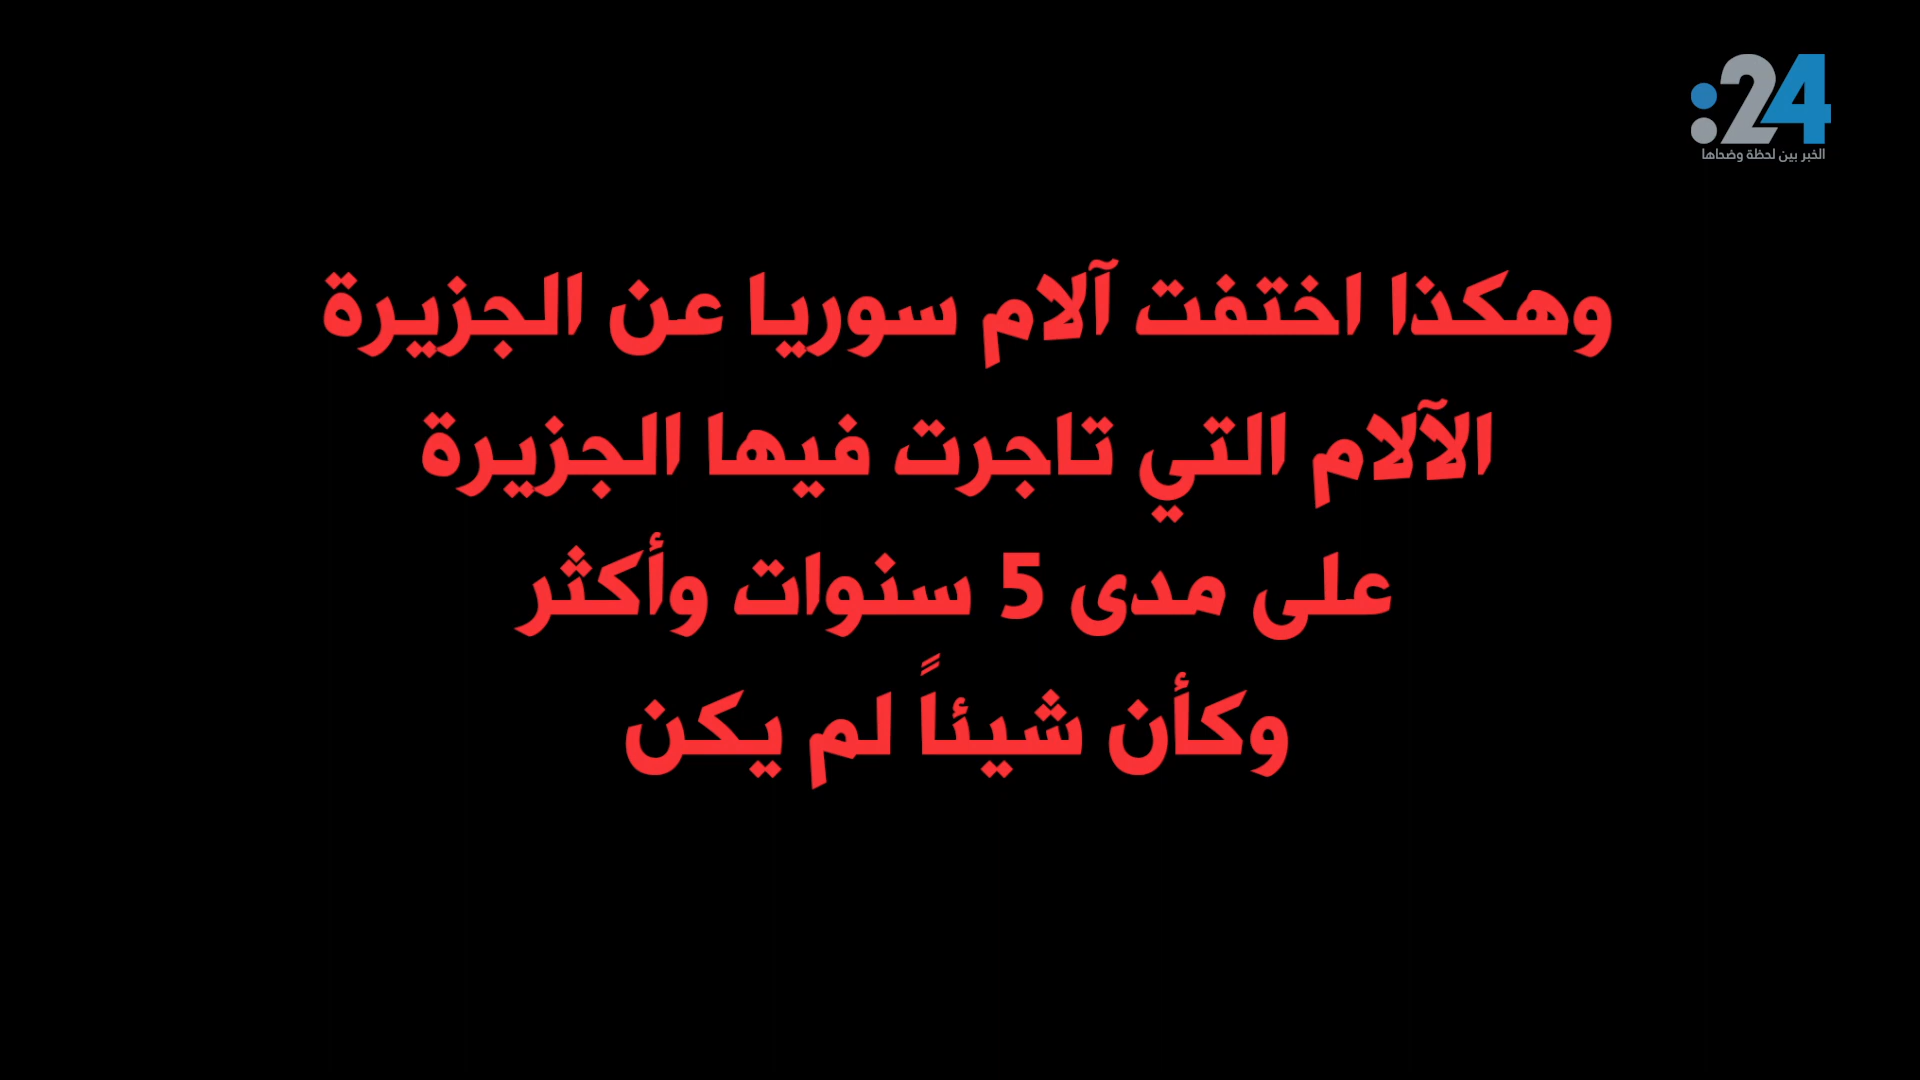 :24
الخبر بين لحظة وضحاها
وهكذا اختفت آلام سوريا عن الجزيرة
الآلام التي تاجرت فيها الجزيرة
على مدى 5 سنوات وأكثر
وكأن شيئاً لم يكن